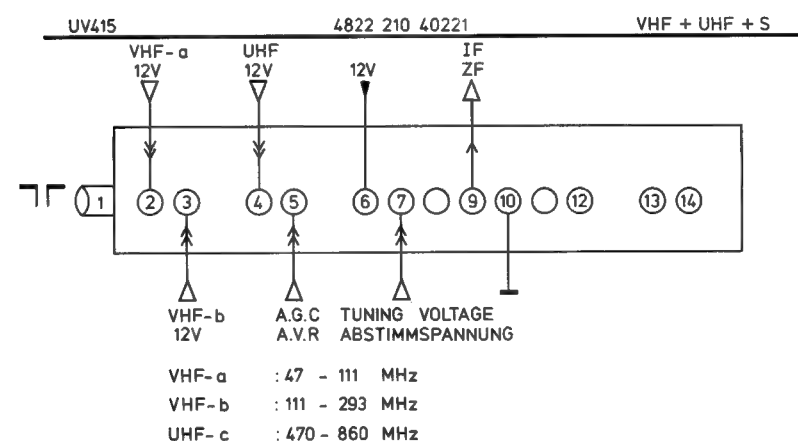 UV415 4822 210 40221 VHF + UHF + S
VHF-a UHF IF
12V 12V 12V ZF
1 2 3 4 5 6 7 9 10 12 13 14
VHF-b A.G.C TUNING VOLTAGE
12V A.V.R ABSTIMMSPANNUNG
VHF-a : 47 - 111 MHz
VHF-b : 111 - 293 MHz
UHF-c : 470 - 860 MHz